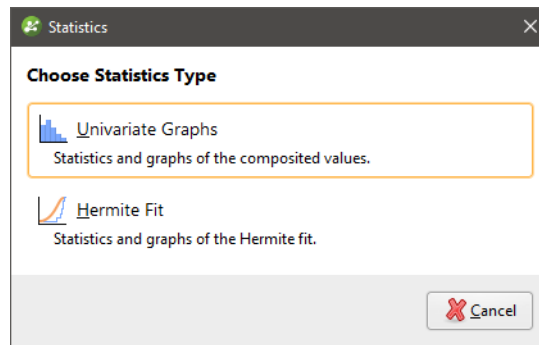 Statistics
Choose Statistics Type
Univariate Graphs
Statistics and graphs of the composited values.
Hermite Fit
Statistics and graphs of the Hermite fit.
Cancel